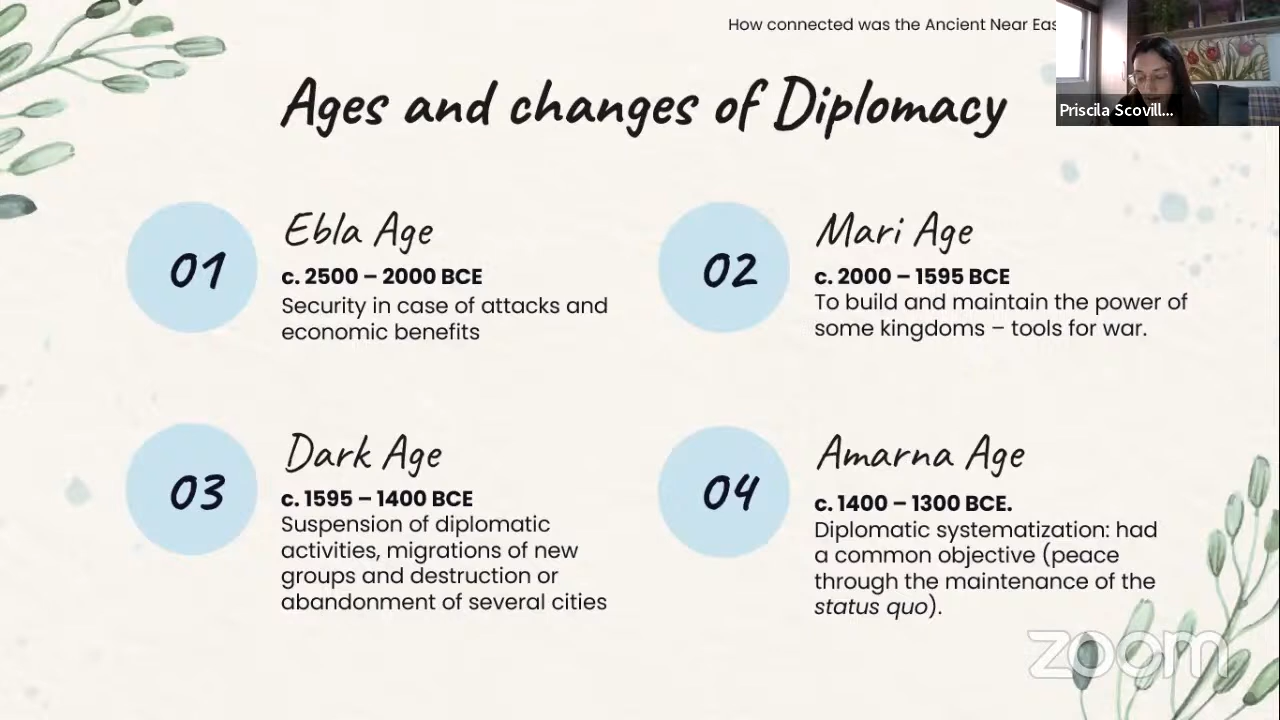 How connected was the Ancient Near
Priscila Scovill...
Ages and changes of Diplomacy
01
Ebla Age
c. 2500 – 2000 BCE
Security in case of attacks and
economic benefits
02
Mari Age
c. 2000 – 1595 BCE
To build and maintain the power of
some kingdoms – tools for war.
03
Dark Age
c. 1595 – 1400 BCE
Suspension of diplomatic
activities, migrations of new
groups and destruction or
abandonment of several cities
04
Amarna Age
c. 1400 – 1300 BCE.
Diplomatic systematization: had
a common objective (peace
through the maintenance of the
status quo).
zoom